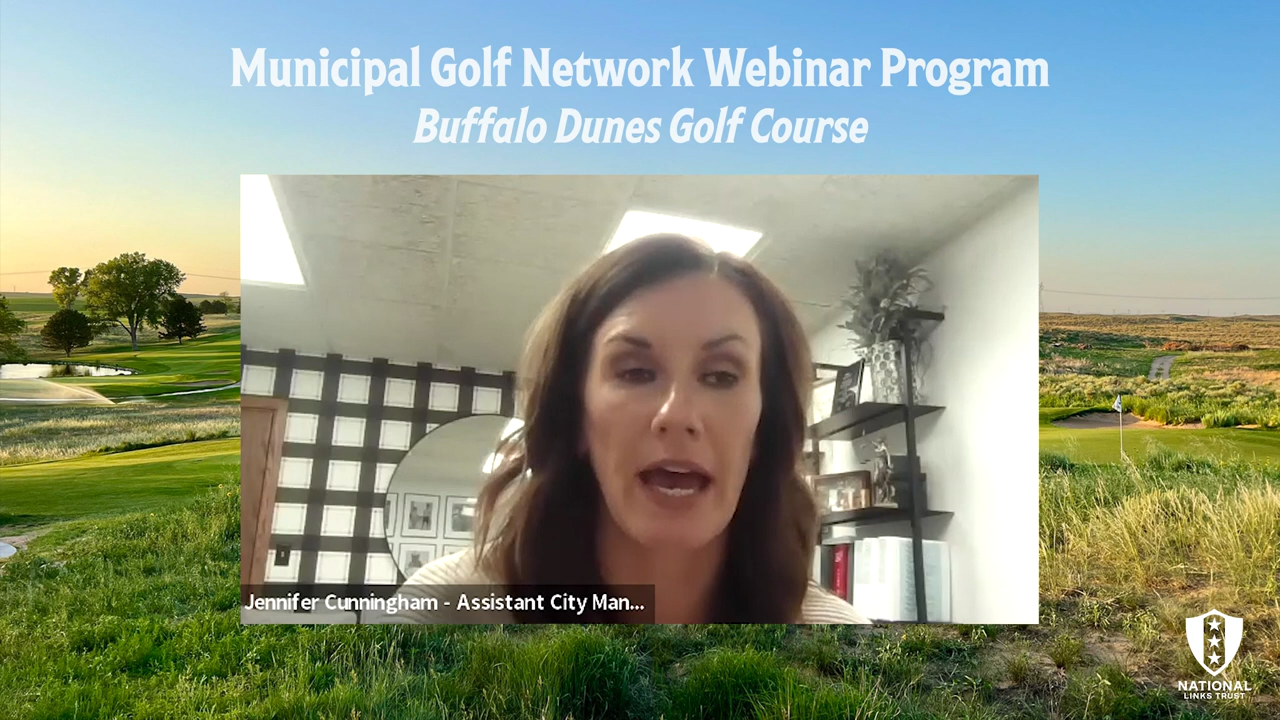 Municipal Golf Network Webinar Program
Buffalo Dunes Golf Course
Jennifer Cunningham - Assistant City Man...
NATIONAL
LINKS TRUST